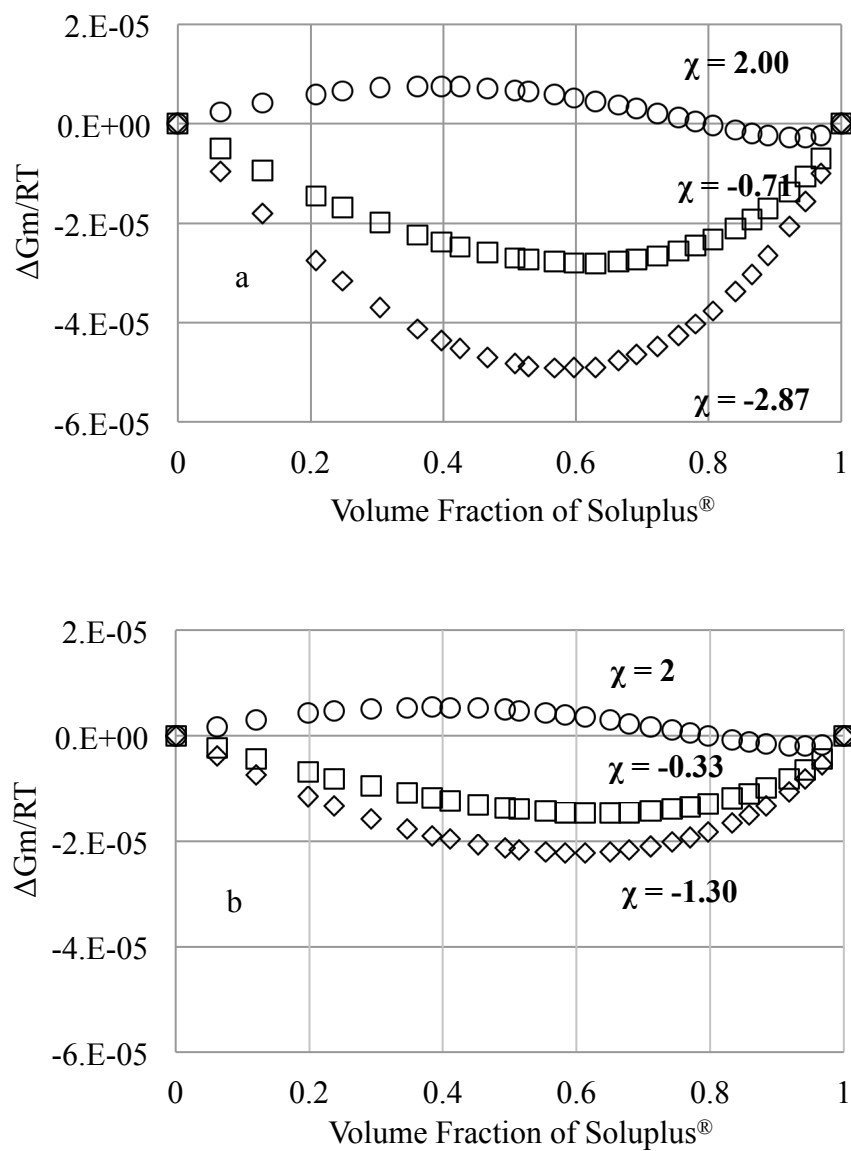 2.E-05
χ = 2.00
0.E+00
χ = -0.71
-2.E-05
ΔGm/RT
a
-4.E-05
χ = -2.87
-6.E-05
0 0.2 0.4 0.6 0.8 1
Volume Fraction of Soluplus®
2.E-05
χ = 2
0.E+00
χ = -0.33
-2.E-05
ΔGm/RT
χ = -1.30
b
-4.E-05
-6.E-05
0 0.2 0.4 0.6 0.8 1
Volume Fraction of Soluplus®